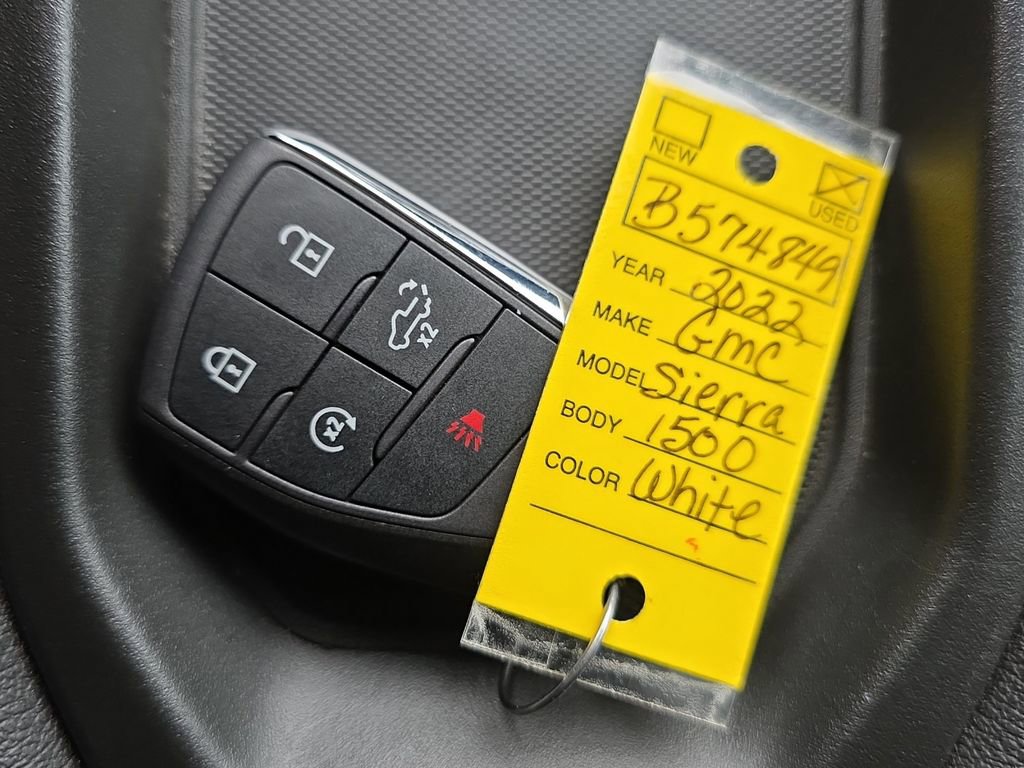 NEW
USED
B574849
YEAR 2022
MAKE GMC
MODEL Sierra
BODY 1500
COLOR White